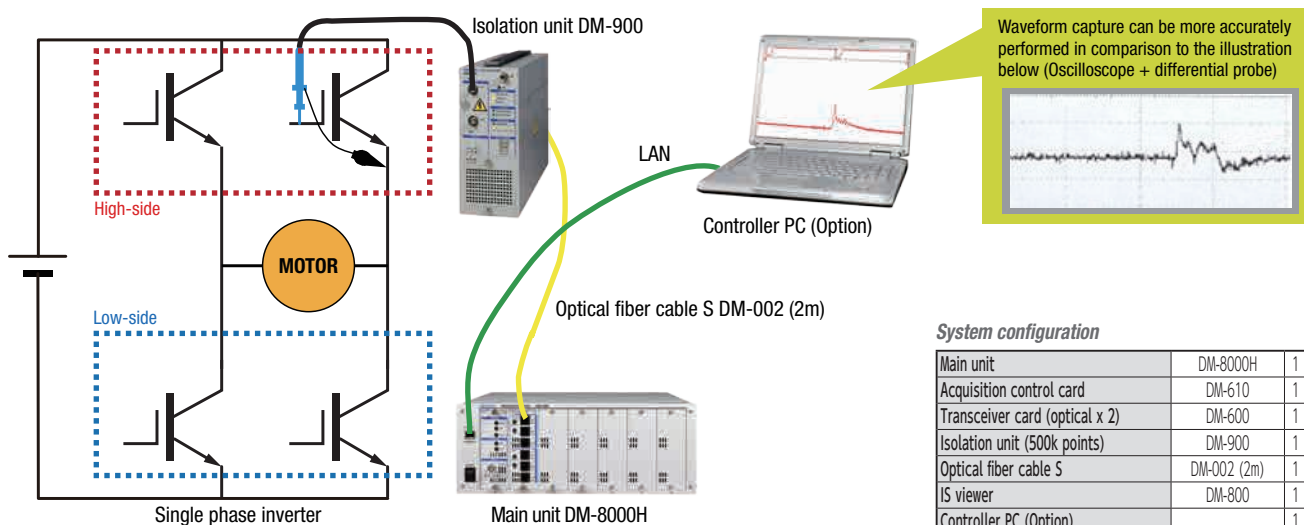 Isolation unit DM-900
Waveform capture can be more accurately
performed in comparison to the illustration
below (Oscilloscope + differential probe)
High-side
LAN
Controller PC (Option)
MOTOR
Optical fiber cable S DM-002 (2m)
Low-side
System configuration
Main unit DM-8000H 1
Acquisition control card DM-610 1
Transceiver card (optical x 2) DM-600 1
Isolation unit (500k points) DM-900 1
Optical fiber cable S DM-002 (2m) 1
IS viewer DM-800 1
Controller PC (Option) 1
Single phase inverter
Main unit DM-8000H